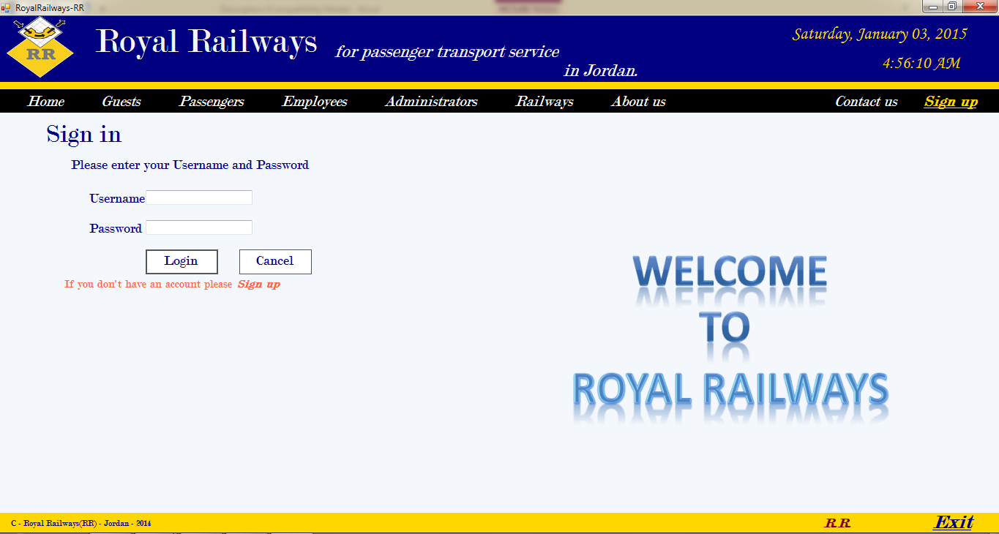 RoyalRailways-RR
RR
Royal Railways
for passenger transport service
in Jordan.
Saturday, January 03, 2015
4:56:10 AM
Home Guests Passengers Employees Administrators Railways About us Contact us Sign up
Sign in
Please enter your Username and Password
Username
Password
Login Cancel
If you don't have an account please Sign up
WELCOME
TO
ROYAL RAILWAYS
C - Royal Railways(RR) - Jordan - 2014
RR
Exit